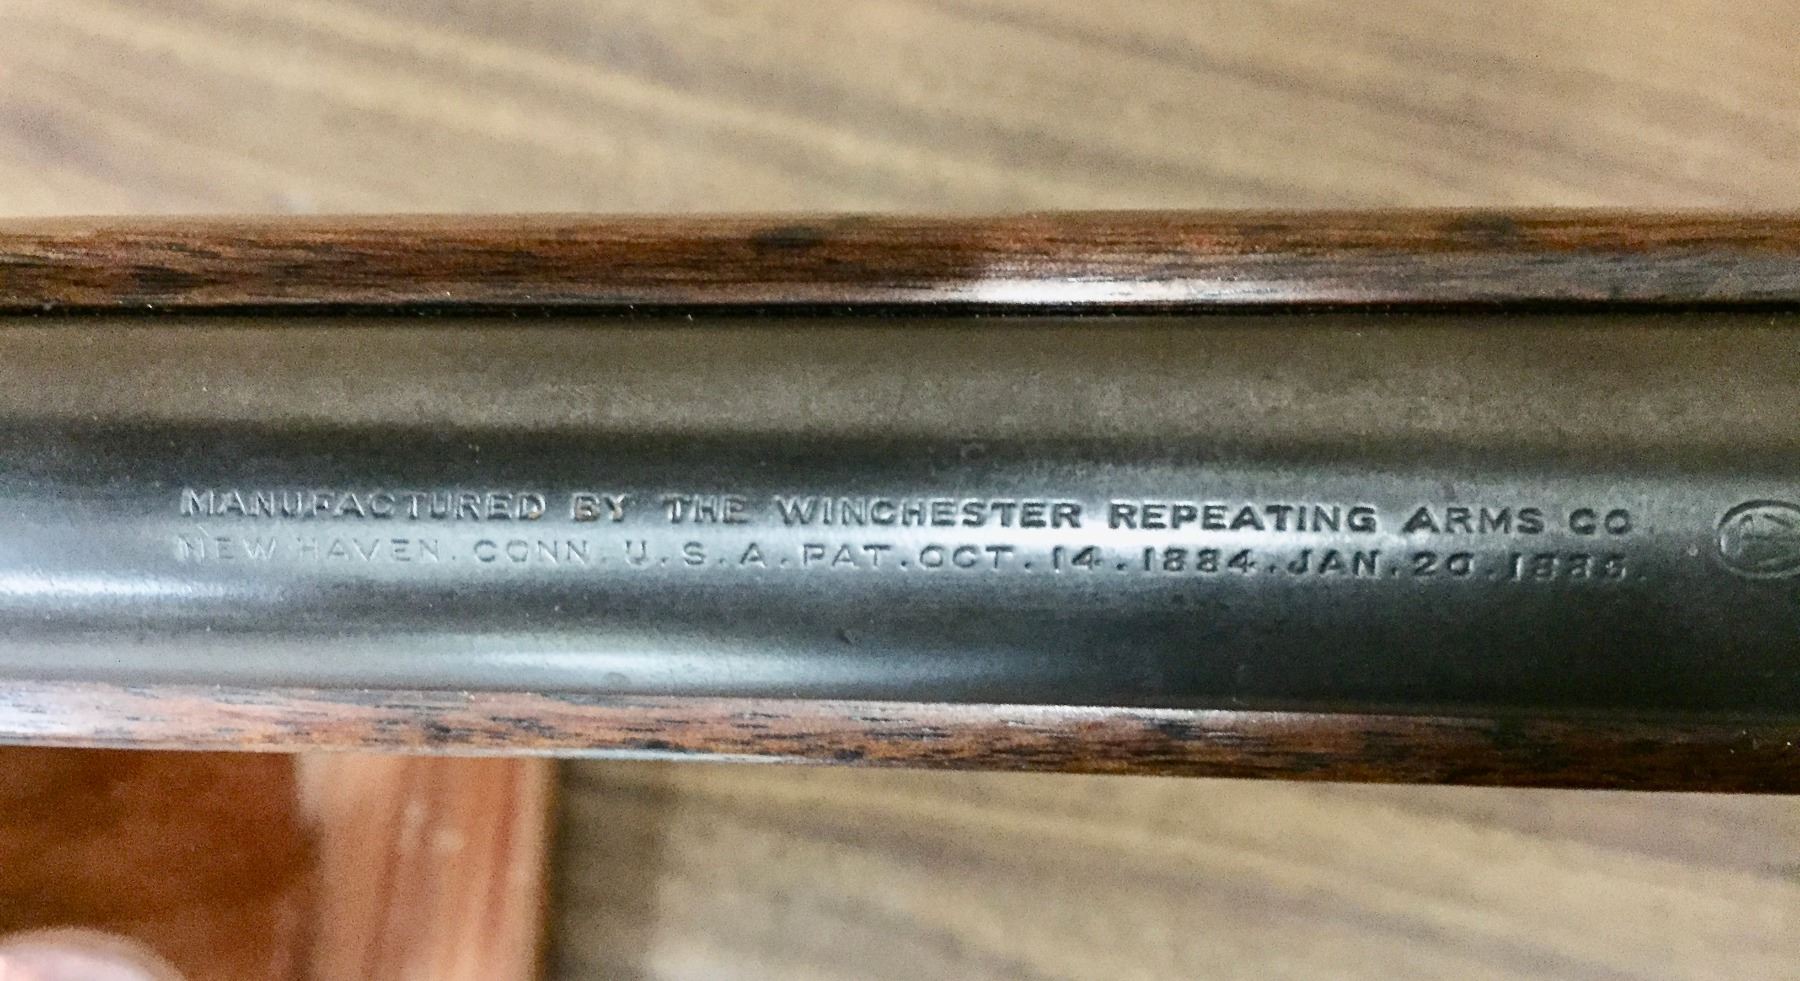 MANUFACTURED BY THE WINCHESTER REPEATING ARMS CO
NEW HAVEN. CONN. U.S.A. PAT. OCT. 14. 1884. JAN. 20. 1885.